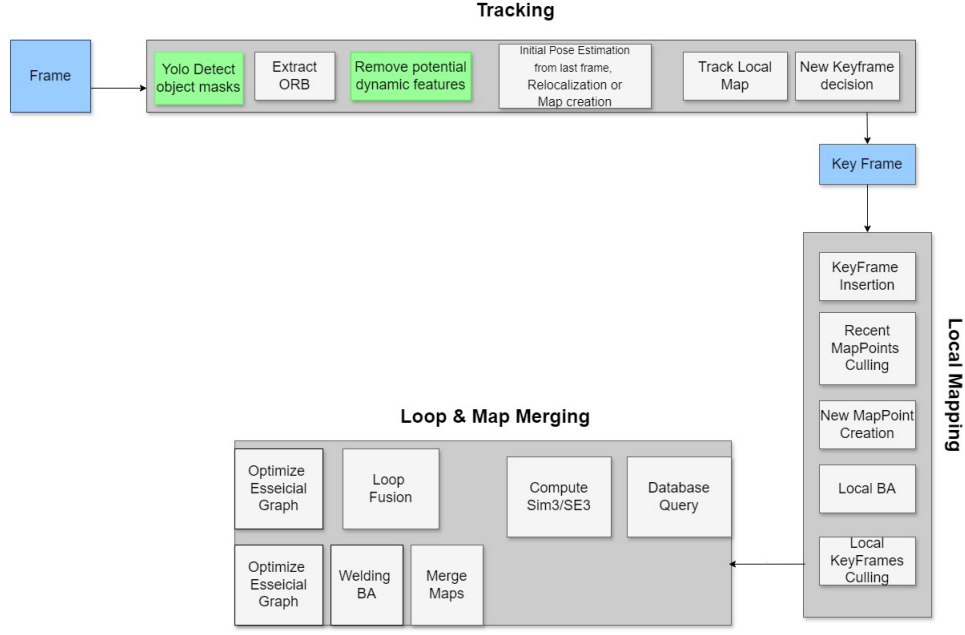 Tracking
Frame
Yolo Detect
object masks
Extract
ORB
Remove potential
dynamic features
Initial Pose Estimation
from last frame,
Relocalization or
Map creation
Track Local
Map
New Keyframe
decision
Key Frame
Local Mapping
KeyFrame
Insertion
Recent
MapPoints
Culling
New MapPoint
Creation
Local BA
Local
KeyFrames
Culling
Loop & Map Merging
Optimize
Esseicial
Graph
Loop
Fusion
Compute
Sim3/SE3
Database
Query
Optimize
Esseicial
Graph
Welding
BA
Merge
Maps